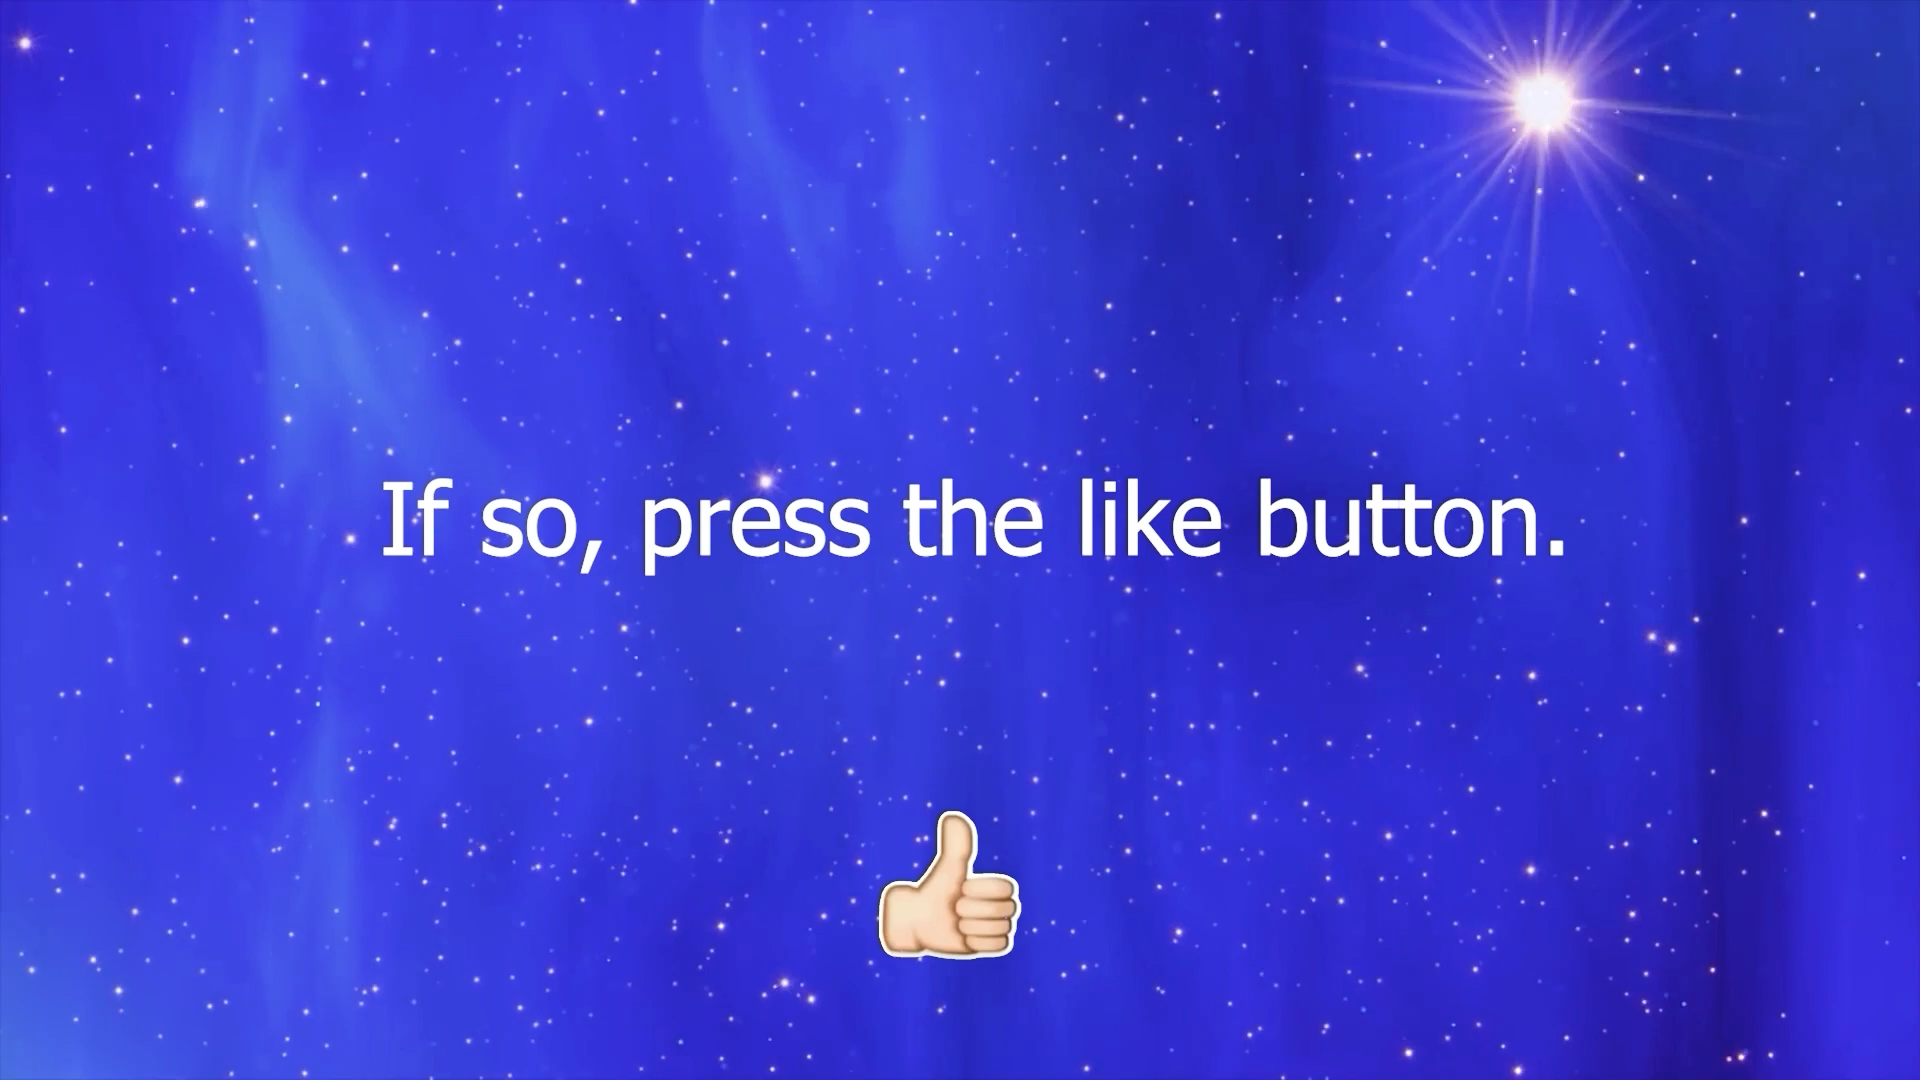 If so, press the like button.